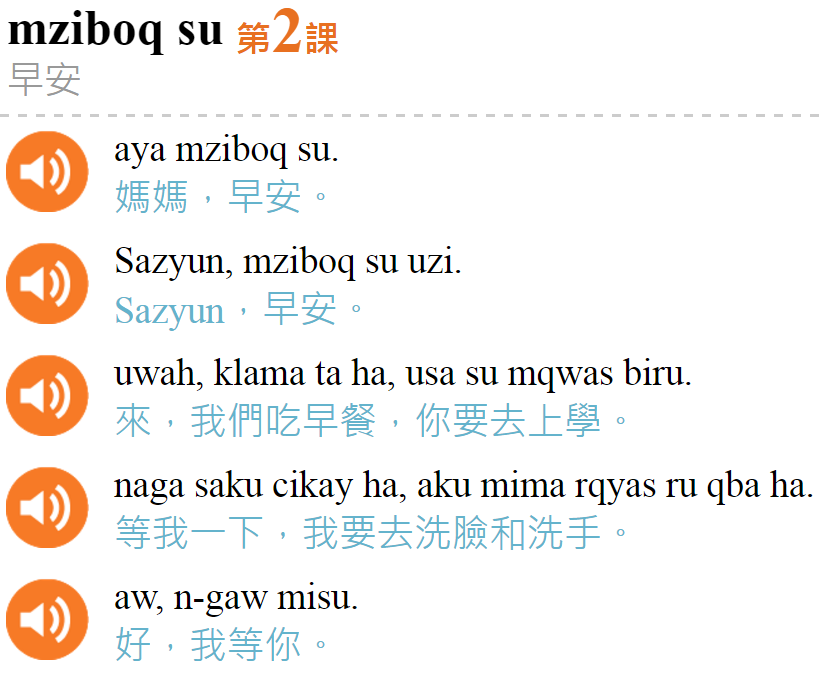 mziboq su 第2課
早安
aya mziboq su.
媽媽，早安。
Sazyun, mziboq su uzi.
Sazyun，早安。
uwah, klama ta ha, usa su mqwas biru.
來，我們吃早餐，你要去上學。
naga saku cikay ha, aku mima rqyas ru qba ha.
等我一下，我要去洗臉和洗手。
aw, n-gaw misu.
好，我等你。